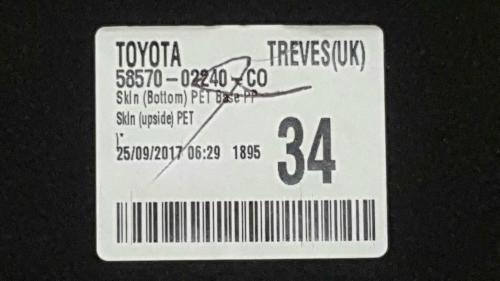 TOYOTA TREVES(UK)
58570-02240-CO
SkIn (Bottom) PET Base PP
SkIn (upside) PET
)*
25/09/2017 06:29 1895 34